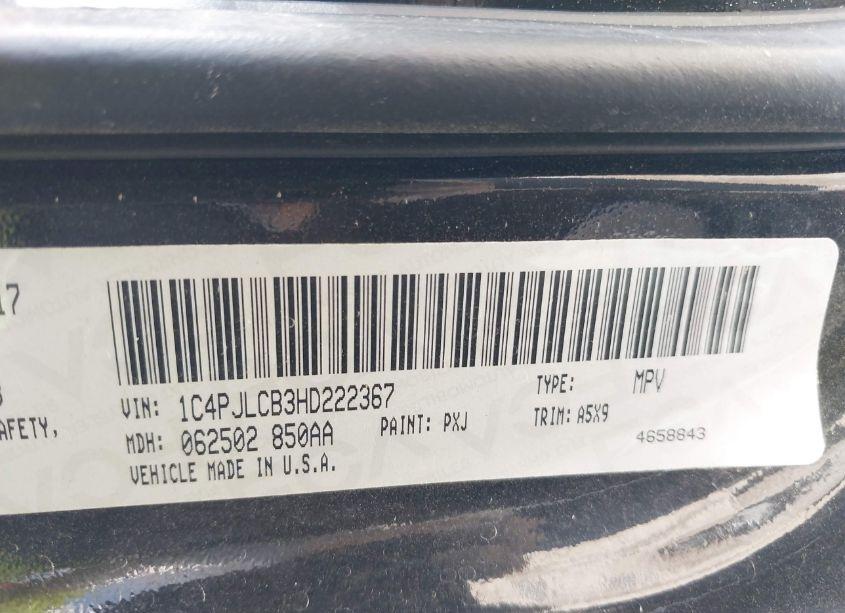 17
VIN: 1C4PJLCB3HD222367
TYPE: MPV
AFETY,
MDH: 062502 850AA
PAINT: PXJ
TRIM: A5X9
4658843
VEHICLE MADE IN U.S.A.